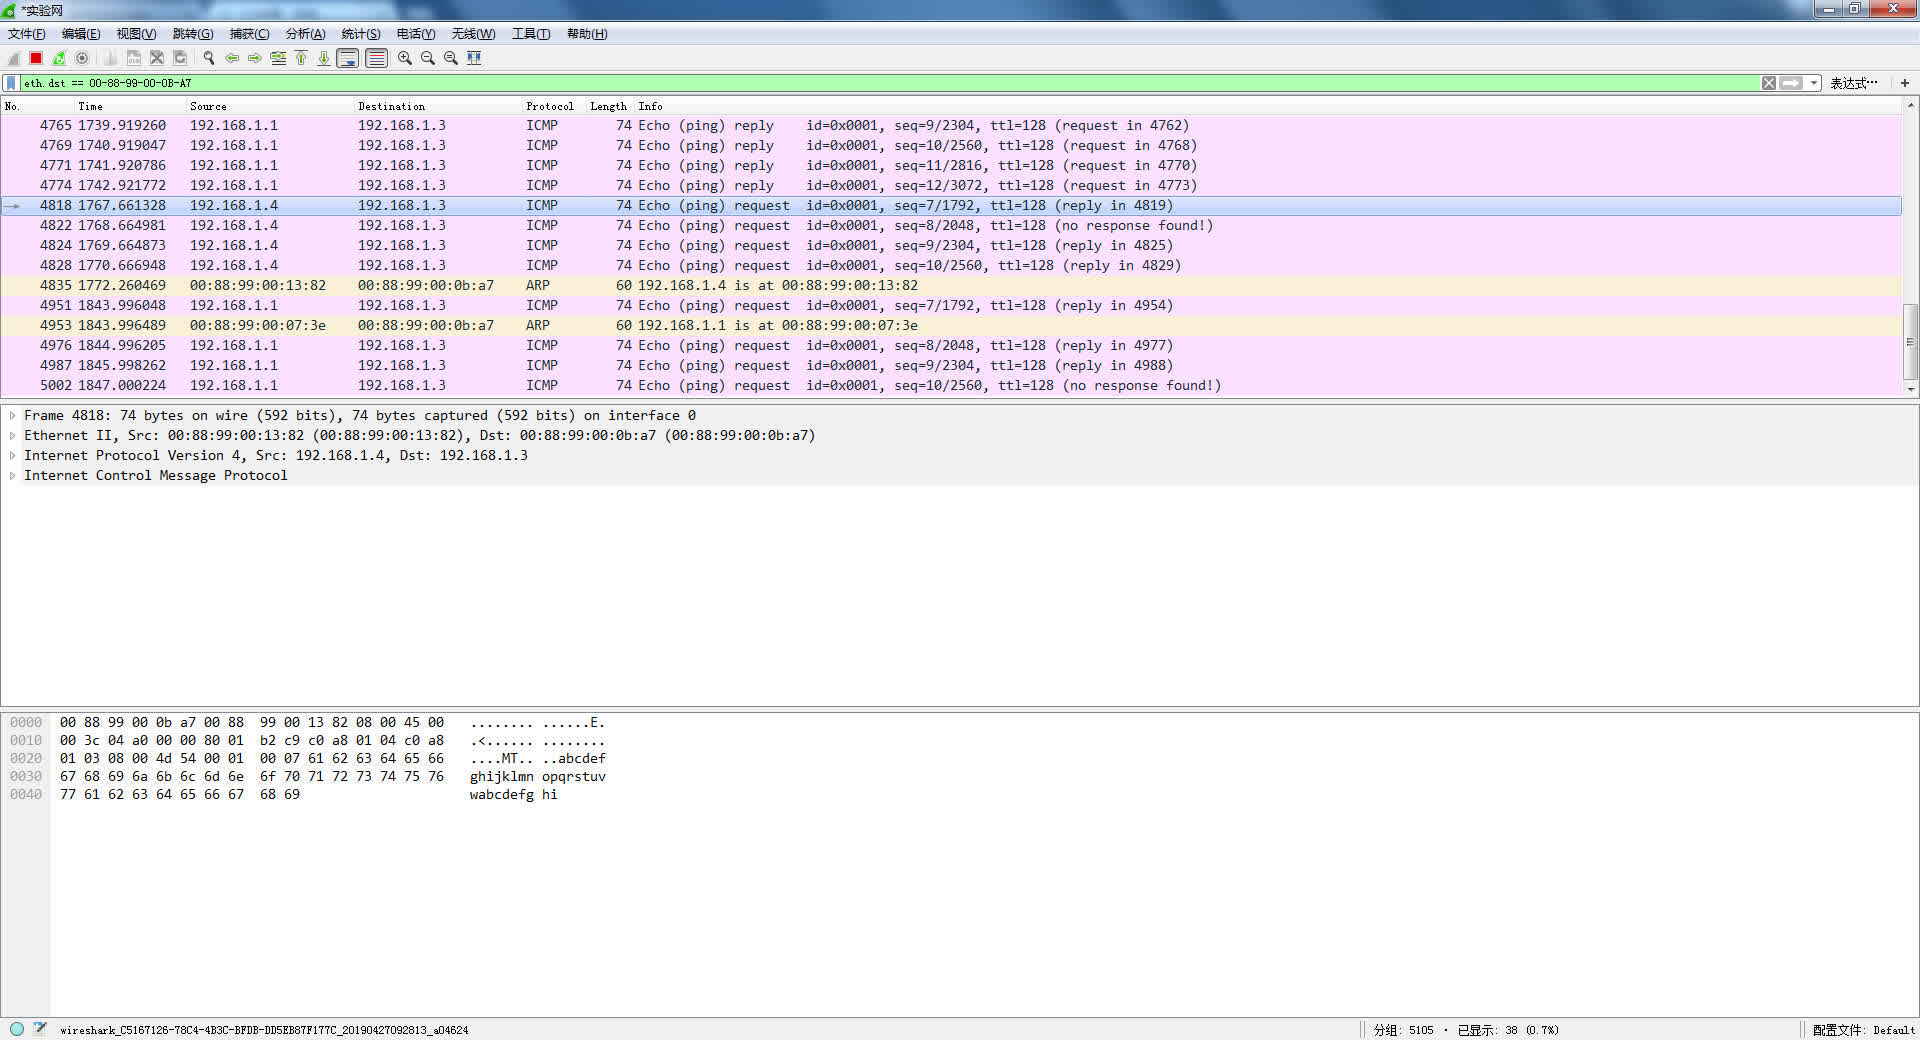 *实验网
文件(F) 编辑(E) 视图(V) 跳转(G) 捕获(C) 分析(A) 统计(S) 电话(Y) 无线(W) 工具(T) 帮助(H)
eth.dst == 00-88-99-00-0B-A7 表达式… +
No. Time Source Destination Protocol Length Info
4765 1739.919260 192.168.1.1 192.168.1.3 ICMP 74 Echo (ping) reply id=0x0001, seq=9/2304, ttl=128 (request in 4762)
4769 1740.919047 192.168.1.1 192.168.1.3 ICMP 74 Echo (ping) reply id=0x0001, seq=10/2560, ttl=128 (request in 4768)
4771 1741.920786 192.168.1.1 192.168.1.3 ICMP 74 Echo (ping) reply id=0x0001, seq=11/2816, ttl=128 (request in 4770)
4774 1742.921772 192.168.1.1 192.168.1.3 ICMP 74 Echo (ping) reply id=0x0001, seq=12/3072, ttl=128 (request in 4773)
4818 1767.661328 192.168.1.4 192.168.1.3 ICMP 74 Echo (ping) request id=0x0001, seq=7/1792, ttl=128 (reply in 4819)
4822 1768.664981 192.168.1.4 192.168.1.3 ICMP 74 Echo (ping) request id=0x0001, seq=8/2048, ttl=128 (no response found!)
4824 1769.664873 192.168.1.4 192.168.1.3 ICMP 74 Echo (ping) request id=0x0001, seq=9/2304, ttl=128 (reply in 4825)
4828 1770.666948 192.168.1.4 192.168.1.3 ICMP 74 Echo (ping) request id=0x0001, seq=10/2560, ttl=128 (reply in 4829)
4835 1772.260469 00:88:99:00:13:82 00:88:99:00:0b:a7 ARP 60 192.168.1.4 is at 00:88:99:00:13:82
4951 1843.996048 192.168.1.1 192.168.1.3 ICMP 74 Echo (ping) request id=0x0001, seq=7/1792, ttl=128 (reply in 4954)
4953 1843.996489 00:88:99:00:07:3e 00:88:99:00:0b:a7 ARP 60 192.168.1.1 is at 00:88:99:00:07:3e
4976 1844.996205 192.168.1.1 192.168.1.3 ICMP 74 Echo (ping) request id=0x0001, seq=8/2048, ttl=128 (reply in 4977)
4987 1845.998262 192.168.1.1 192.168.1.3 ICMP 74 Echo (ping) request id=0x0001, seq=9/2304, ttl=128 (reply in 4988)
5002 1847.000224 192.168.1.1 192.168.1.3 ICMP 74 Echo (ping) request id=0x0001, seq=10/2560, ttl=128 (no response found!)
Frame 4818: 74 bytes on wire (592 bits), 74 bytes captured (592 bits) on interface 0
Ethernet II, Src: 00:88:99:00:13:82 (00:88:99:00:13:82), Dst: 00:88:99:00:0b:a7 (00:88:99:00:0b:a7)
Internet Protocol Version 4, Src: 192.168.1.4, Dst: 192.168.1.3
Internet Control Message Protocol
0000 00 88 99 00 0b a7 00 88 99 00 13 82 08 00 45 00 ........ ......E.
0010 00 3c 04 a0 00 00 80 01 b2 c9 c0 a8 01 04 c0 a8 .<...... ........
0020 01 03 08 00 4d 54 00 01 00 07 61 62 63 64 65 66 ....MT.. ..abcdef
0030 67 68 69 6a 6b 6c 6d 6e 6f 70 71 72 73 74 75 76 ghijklmn opqrstuv
0040 77 61 62 63 64 65 66 67 68 69 wabcdefg hi
wireshark_C5167126-78C4-4B3C-BFDB-DD5EB87F177C_20190427092813_a04624 分组: 5105 · 已显示: 38 (0.7%) 配置文件: Default